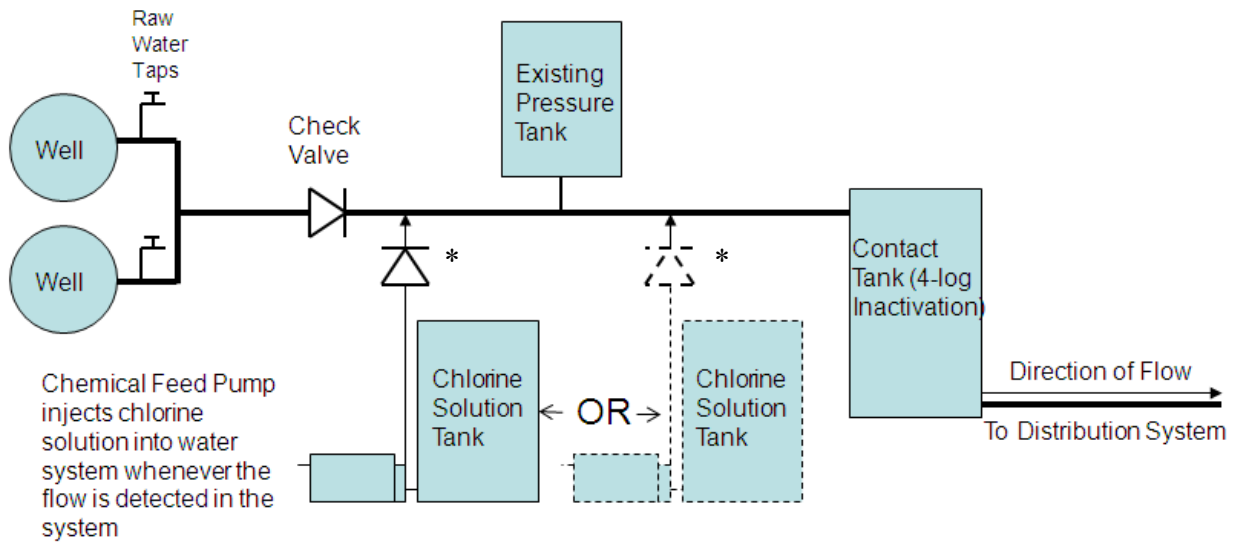 Raw
Water
Taps
Well
Well
Check
Valve
Existing
Pressure
Tank
*
*
Contact
Tank (4-log
Inactivation)
Chemical Feed Pump
injects chlorine
solution into water
system whenever the
flow is detected in the
system
Chlorine
Solution
Tank
OR
Chlorine
Solution
Tank
Direction of Flow
To Distribution System